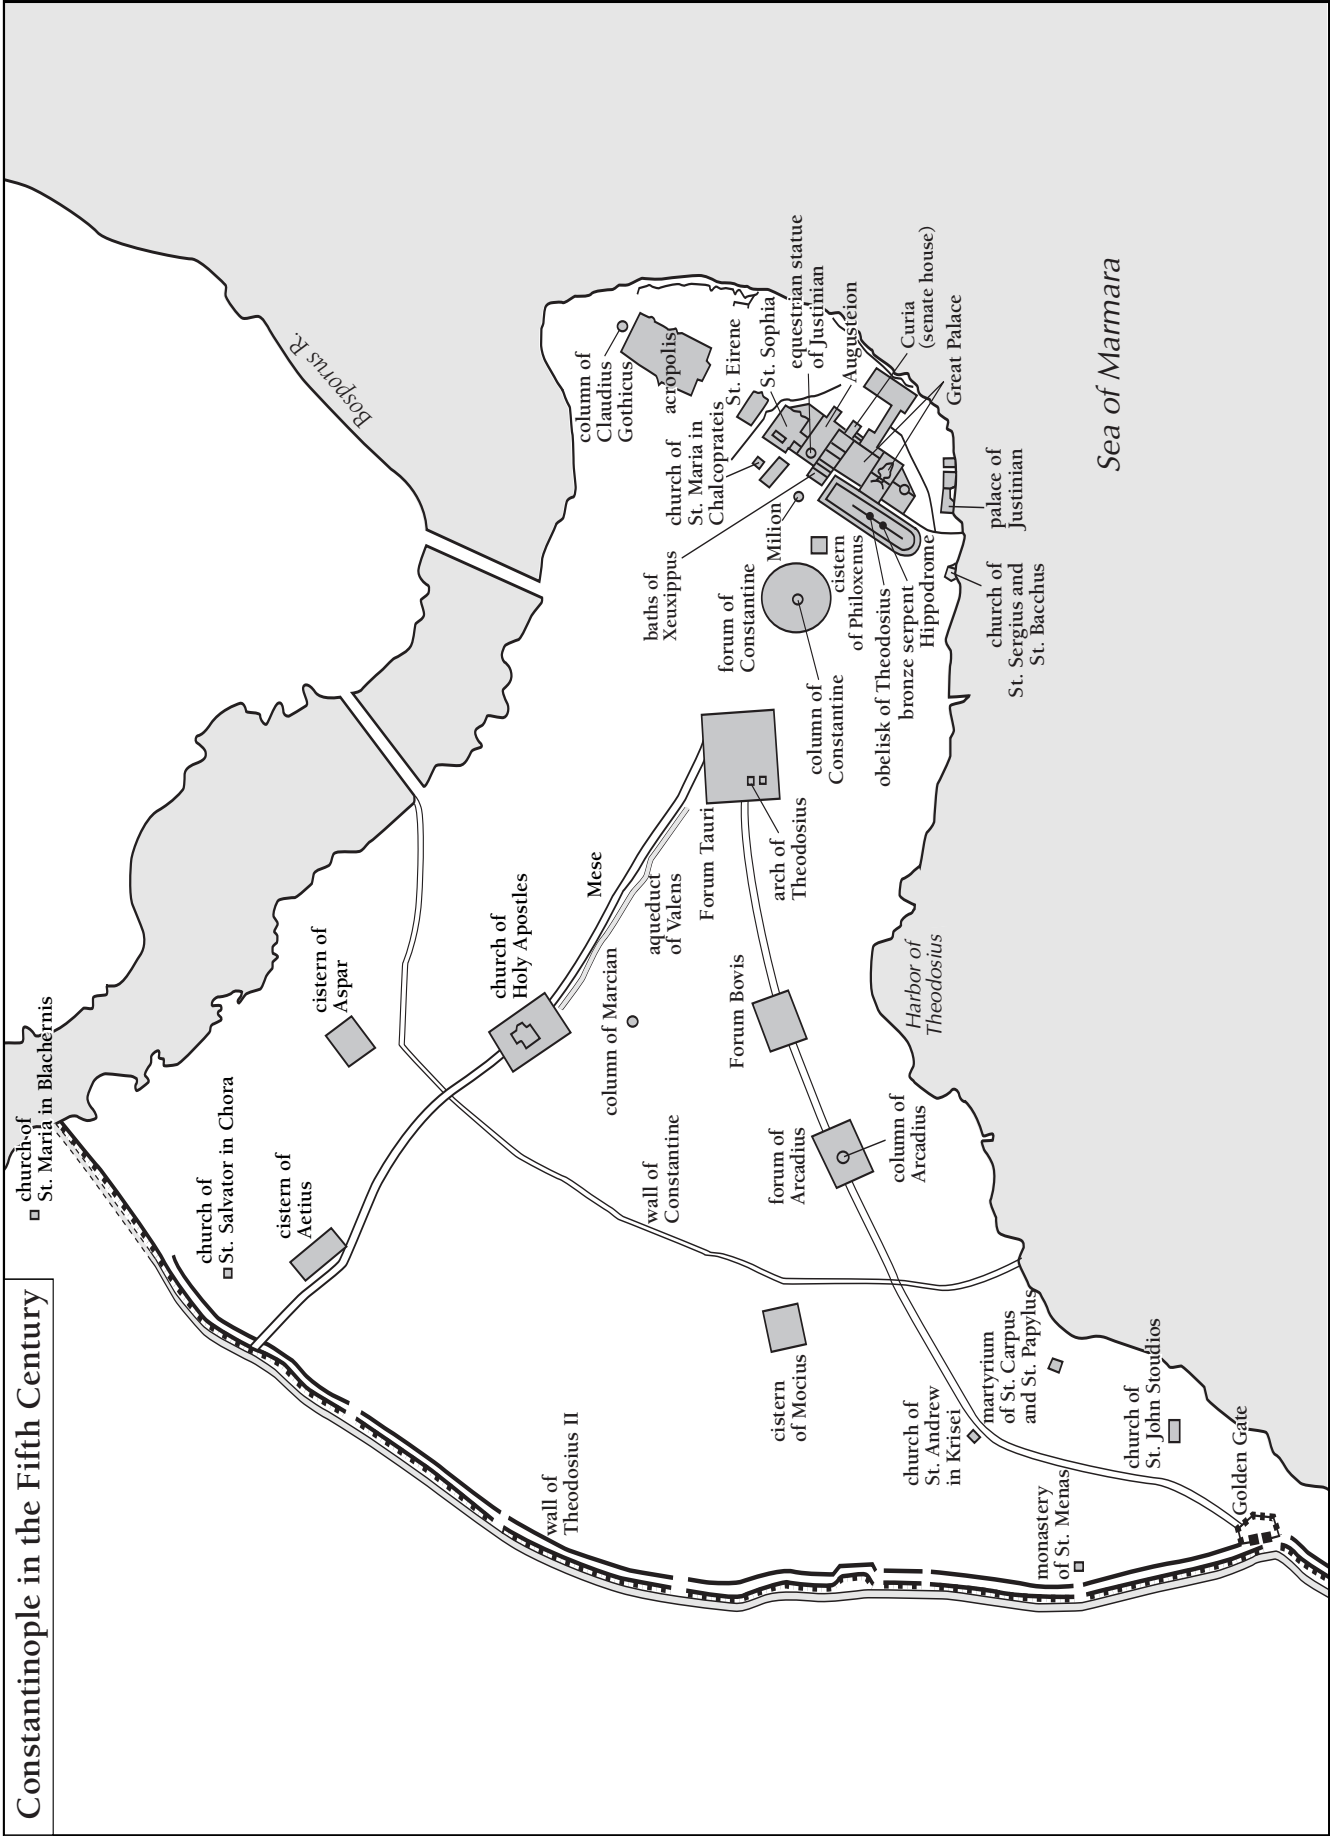 Constantinople in the Fifth Century
church of
St. Maria in Blachernis
church of
St. Salvator in Chora
cistern of
Aetius
cistern of
Aspar
Bosporus R.
church of
Holy Apostles
Mese
column of Marcian
aqueduct
of Valens
wall of
Theodosius II
wall of
Constantine
Forum Tauri
arch of
Theodosius
Forum Bovis
forum of
Arcadius
column of
Arcadius
Harbor of
Theodosius
cistern
of Mocius
church of
St. Andrew
in Krisei
martyrium
of St. Carpus
and St. Papylus
monastery
of St. Menas
church of
St. John Stoudios
Golden Gate
column of
Claudius
Gothicus
acropolis
church of
St. Maria in
Chalcoprateis
St. Eirene
St. Sophia
equestrian statue
of Justinian
Augusteion
Curia
(senate house)
Great Palace
baths of
Xeuxippus
Milion
forum of
Constantine
column of
Constantine
cistern
of Philoxenus
obelisk of Theodosius
bronze serpent
Hippodrome
palace of
Justinian
church of
St. Sergius and
St. Bacchus
Sea of Marmara